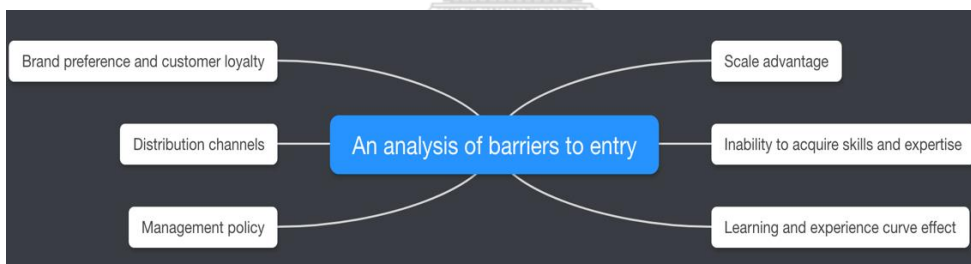 An analysis of barriers to entry
Brand preference and customer loyalty
Distribution channels
Management policy
Scale advantage
Inability to acquire skills and expertise
Learning and experience curve effect